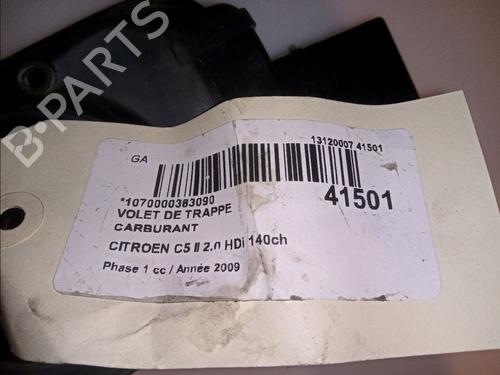 B-PARTS
GA
13120007 41501
*1070000383090
41501
VOLET DE TRAPPE
CARBURANT
CITROEN C5 II 2.0 HDi 140ch
Phase 1 cc / Année 2009